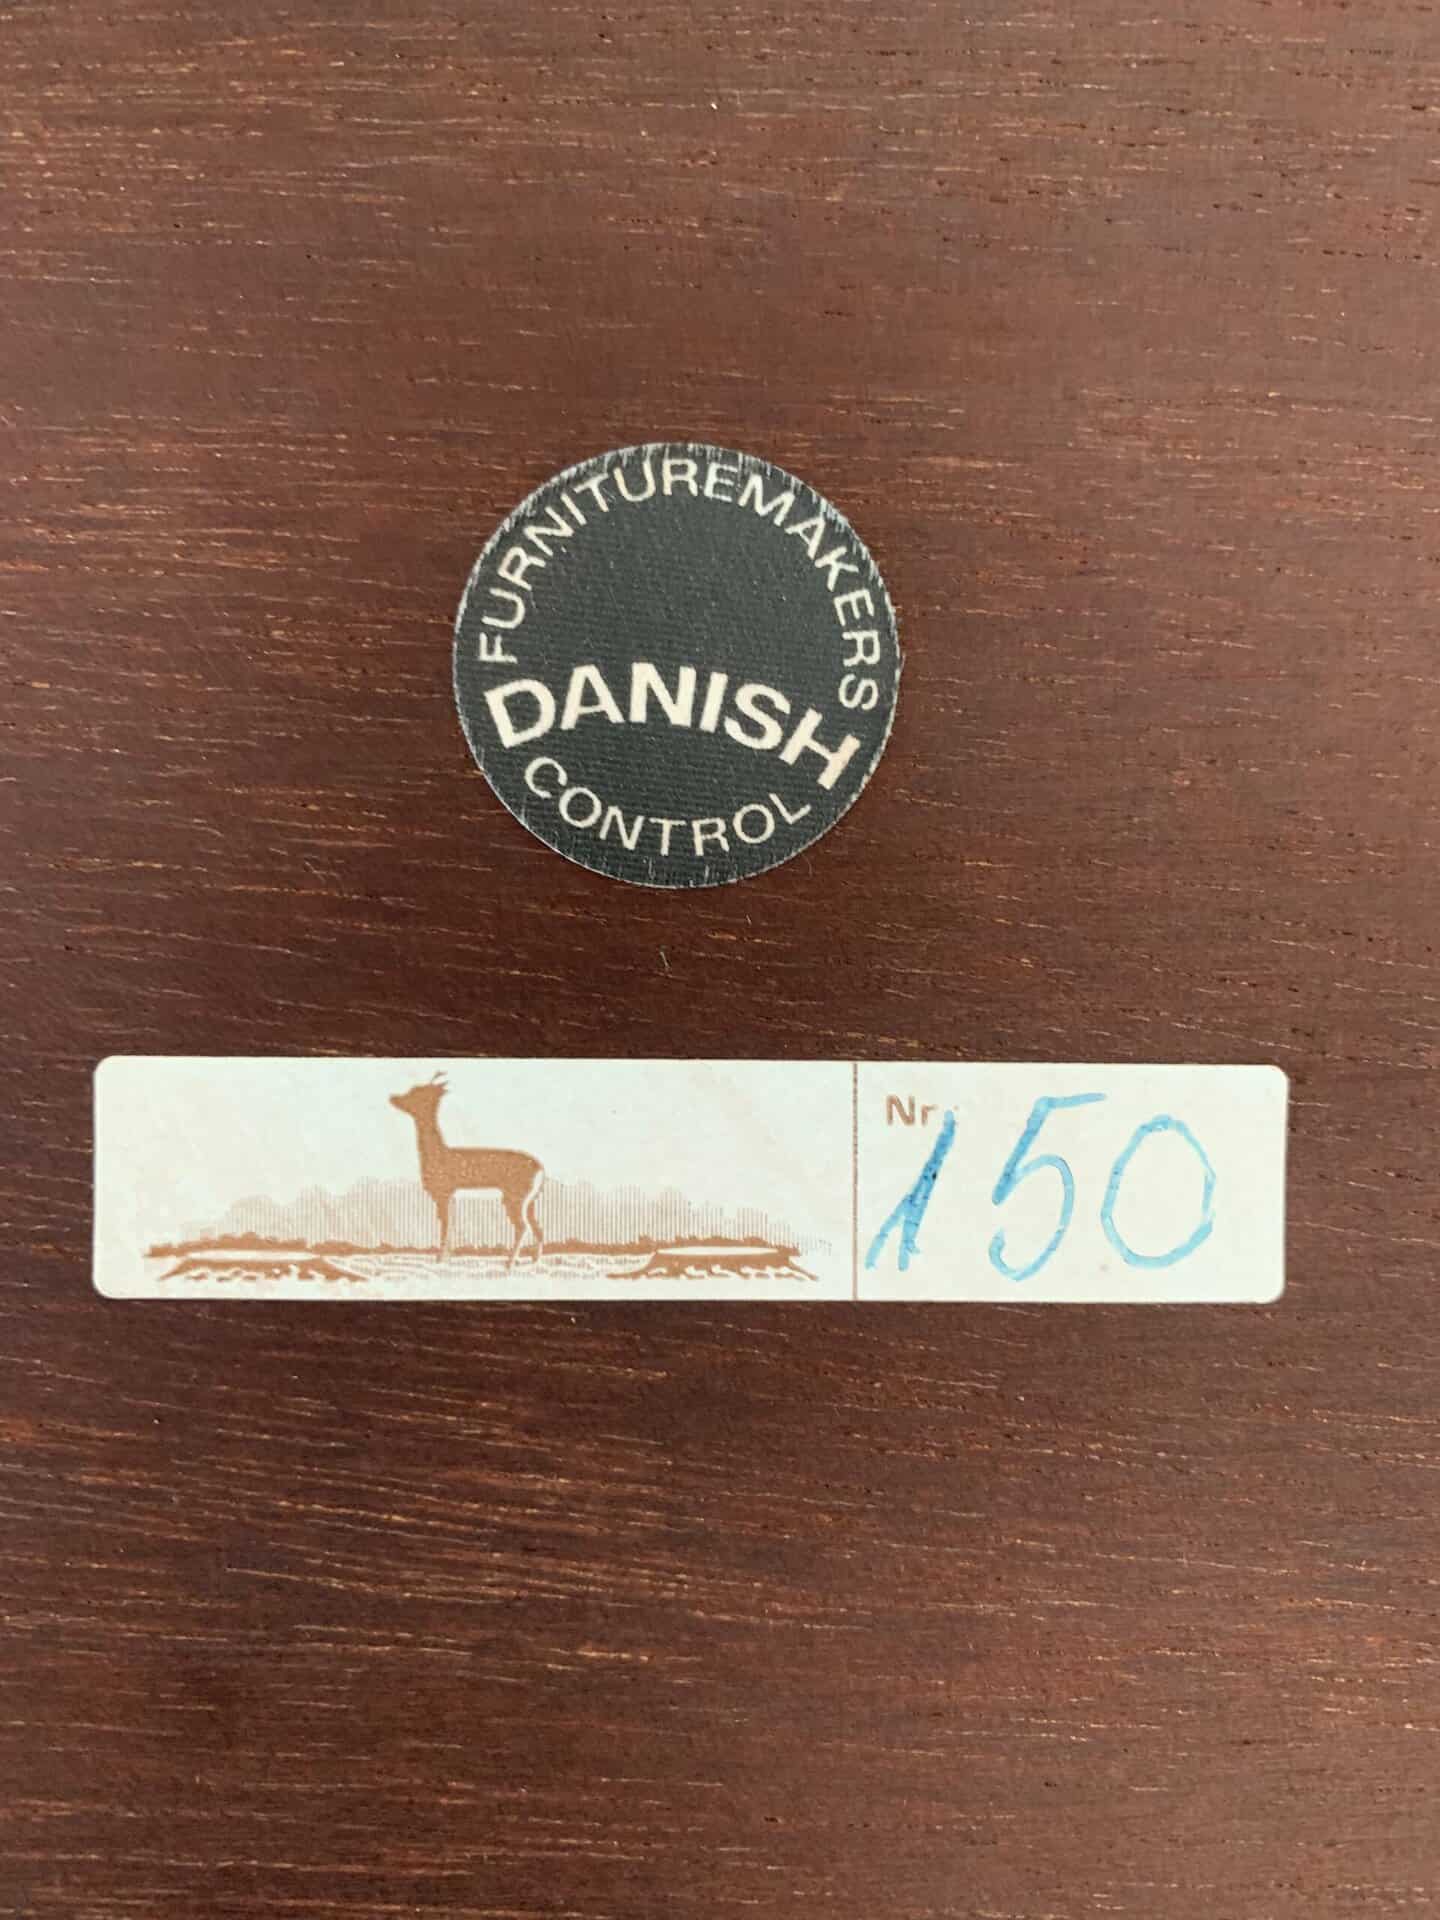 FURNITUREMAKERS
DANISH
CONTROL
Nr. 150